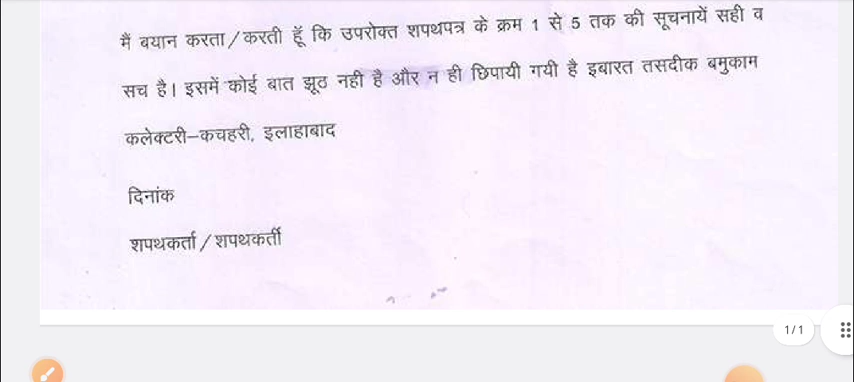 मैं बयान करता/करती हूँ कि उपरोक्त शपथपत्र के क्रम 1 से 5 तक की सूचनायें सही व
सच है। इसमें कोई बात झूठ नही है और न ही छिपायी गयी है इबारत तसदीक बमुकाम
कलेक्टरी–कचहरी, इलाहाबाद
दिनांक
शपथकर्ता/शपथकर्ती
1/1